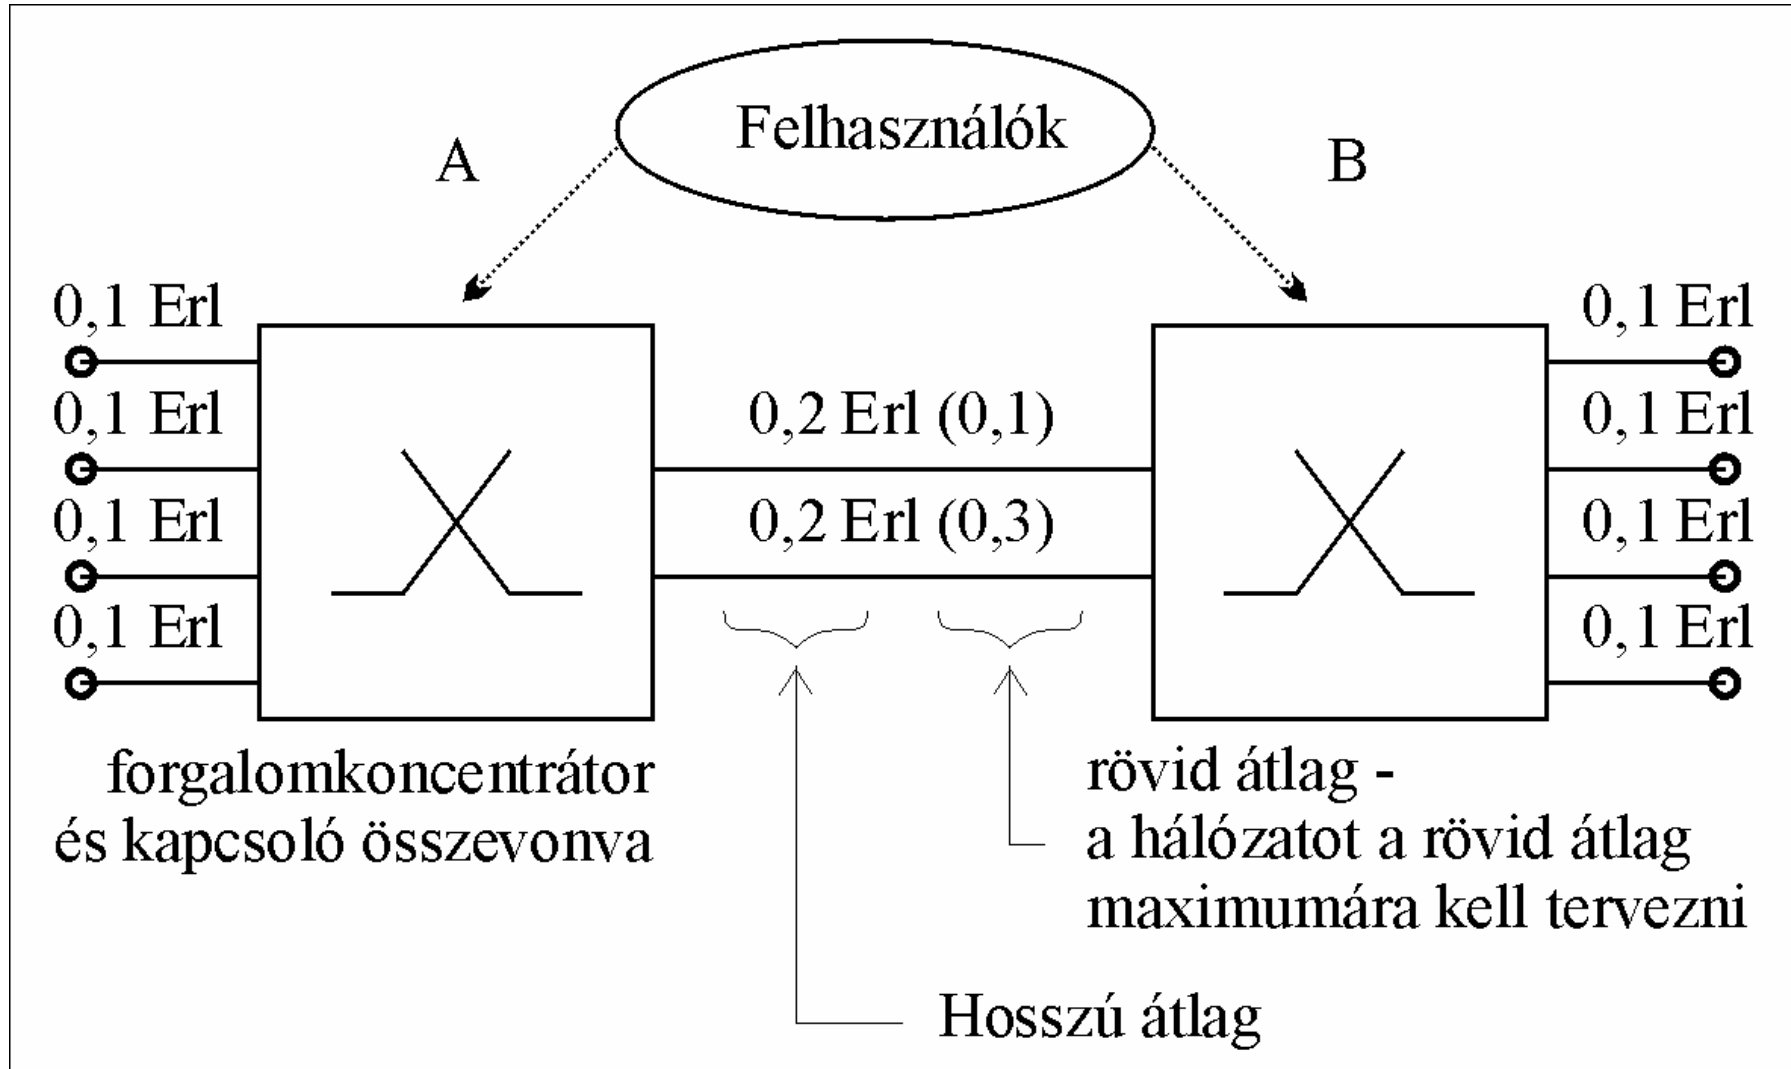 Felhasználók
A
B
0,1 Erl
0,1 Erl
0,1 Erl
0,1 Erl
0,2 Erl (0,1)
0,2 Erl (0,3)
0,1 Erl
0,1 Erl
0,1 Erl
0,1 Erl
forgalomkoncentrátor
és kapcsoló összevonva
rövid átlag -
a hálózatot a rövid átlag
maximumára kell tervezni
Hosszú átlag